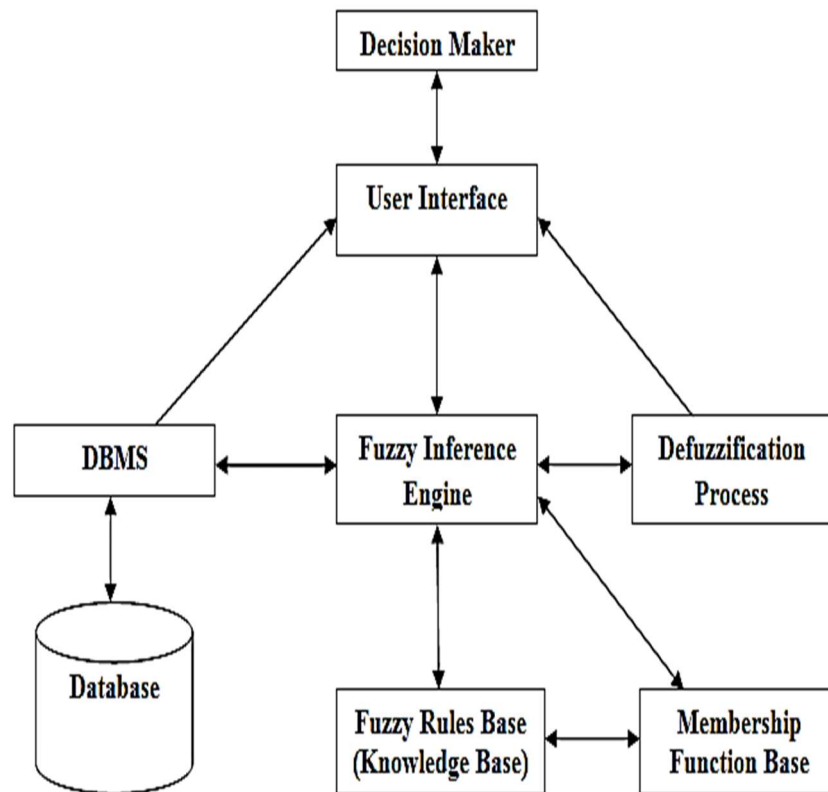 Decision Maker
User Interface
DBMS
Fuzzy Inference
Engine
Defuzzification
Process
Database
Fuzzy Rules Base
(Knowledge Base)
Membership
Function Base